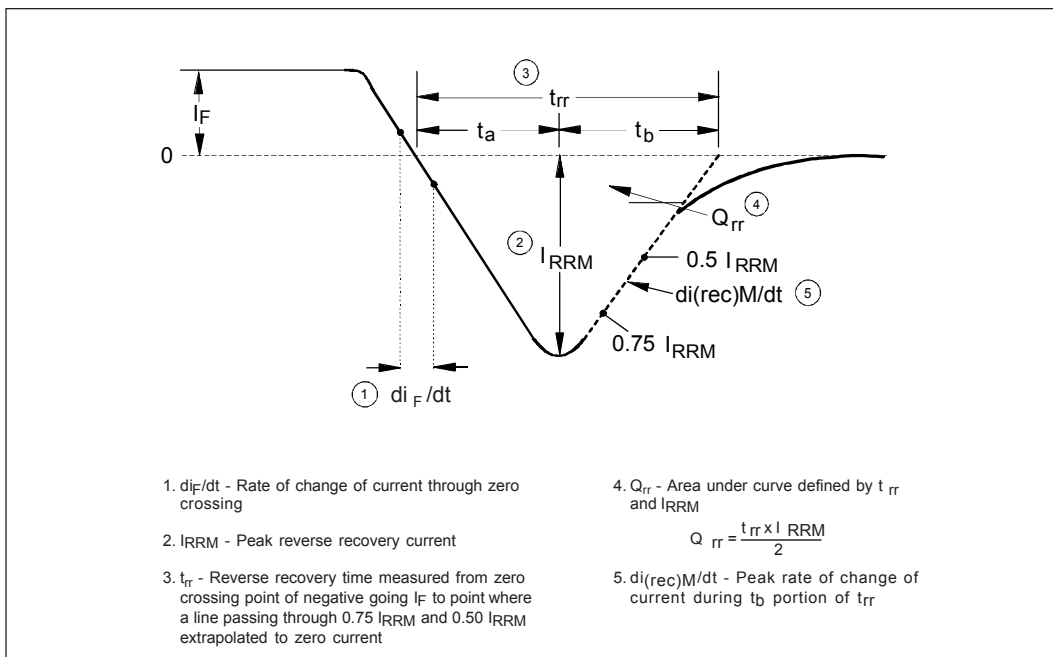 3
trr
IF
ta
tb
0
Qrr 4
2 IRRM
0.5 IRRM
di(rec)M/dt 5
0.75 IRRM
1 di F /dt
1. diF/dt - Rate of change of current through zero
crossing
2. IRRM - Peak reverse recovery current
3. trr - Reverse recovery time measured from zero
crossing point of negative going IF to point where
a line passing through 0.75 IRRM and 0.50 IRRM
extrapolated to zero current
4. Qrr - Area under curve defined by t rr
and IRRM
Q rr = t rr x I RRM
2
5. di(rec)M/dt - Peak rate of change of
current during tb portion of trr